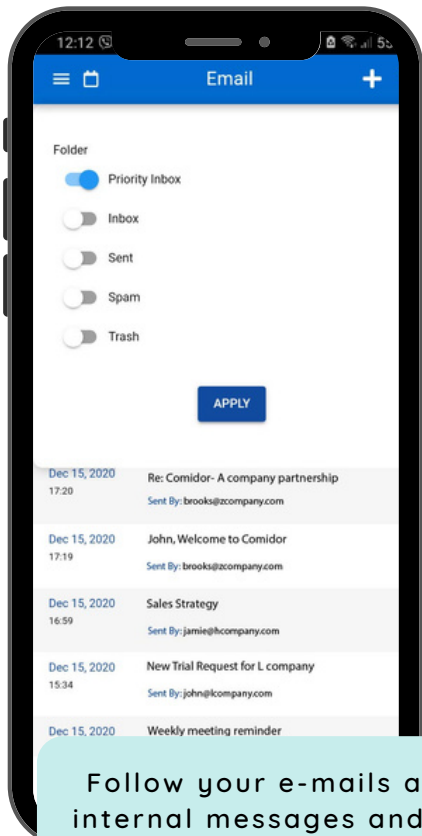 12:12
Email
Folder
Priority Inbox
Inbox
Sent
Spam
Trash
APPLY
Dec 15, 2020 Re: Comidor- A company partnership
17:20 Sent By: brooks@zcompany.com
Dec 15, 2020 John, Welcome to Comidor
17:19 Sent By: brooks@zcompany.com
Dec 15, 2020 Sales Strategy
16:59 Sent By: jamie@hcompany.com
Dec 15, 2020 New Trial Request for L company
15:34 Sent By: john@lcompany.com
Dec 15, 2020 Weekly meeting reminder
Follow your e-mails a
internal messages and